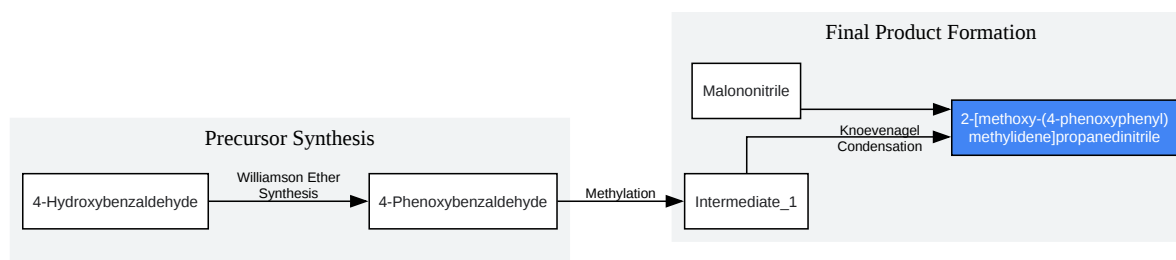 Final Product Formation
Malononitrile
2-[methoxy-(4-phenoxyphenyl)
methylidene]propanedinitrile
Knoevenagel
Condensation
Precursor Synthesis
Williamson Ether
Synthesis
4-Hydroxybenzaldehyde
4-Phenoxybenzaldehyde
Methylation
Intermediate_1